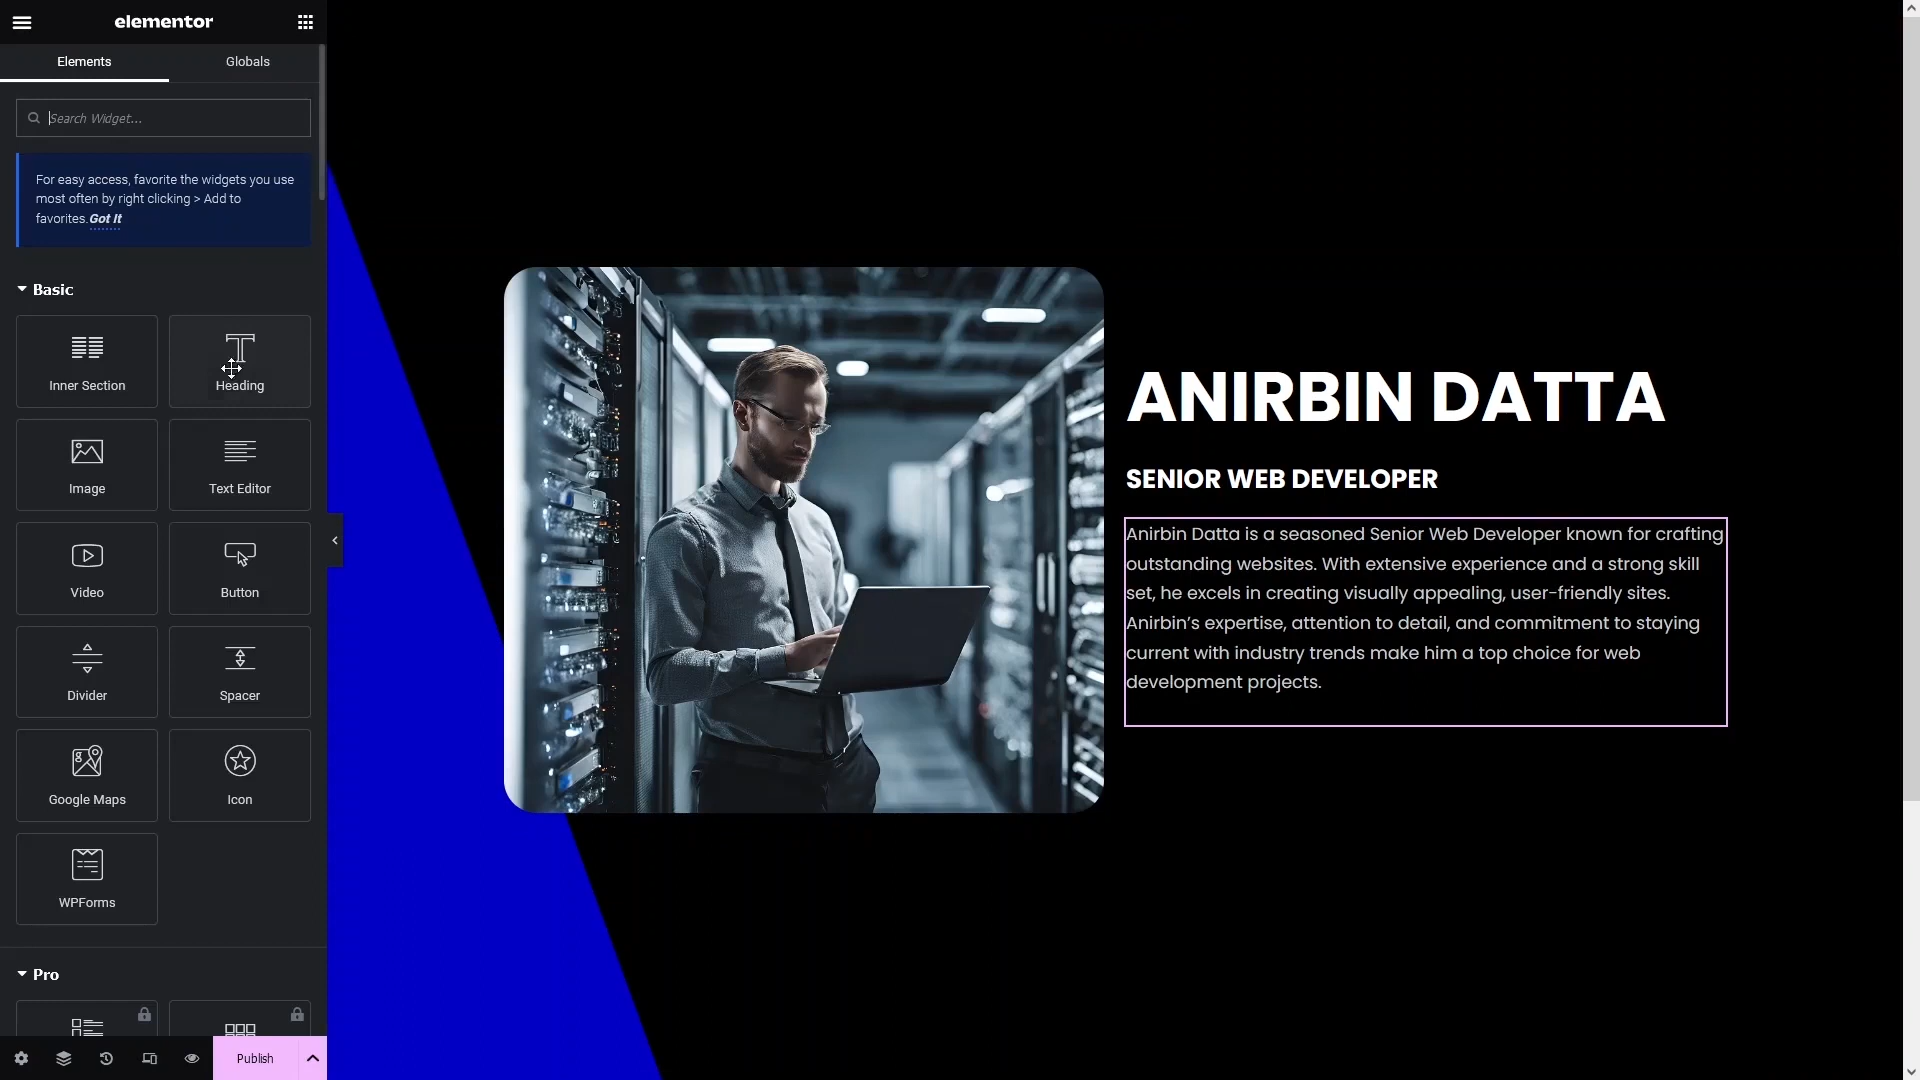 elementor
Elements
Globals
Search Widget...
For easy access, favorite the widgets you use
most often by right clicking > Add to
favorites.Got It
Basic
Inner Section
Heading
Image
Text Editor
Video
Button
Divider
Spacer
Google Maps
Icon
WPForms
Pro
Publish
ANIRBIN DATTA
SENIOR WEB DEVELOPER
Anirbin Datta is a seasoned Senior Web Developer known for crafting
outstanding websites. With extensive experience and a strong skill
set, he excels in creating visually appealing, user-friendly sites.
Anirbin’s expertise, attention to detail, and commitment to staying
current with industry trends make him a top choice for web
development projects.